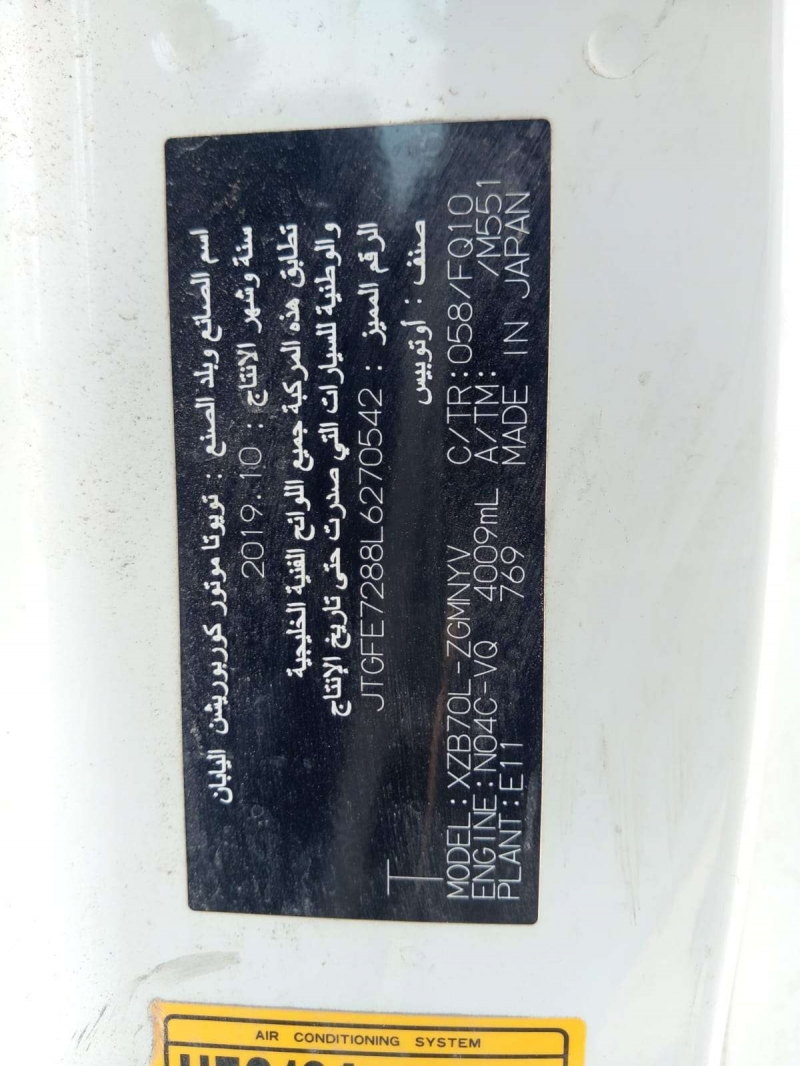 اسم الصانع وبلد الصنع : تويوتا موتور كوربوريشن اليابان
سنة وشهر الانتاج : 2019.10
تطابق هذه المركبة جميع اللوائح الفنية الخليجية
والوطنية للسيارات التي صدرت حتى تاريخ الإنتاج
الرقم المميز : JTGFE7288L6270542
صنف : أوتوبيس
MODEL:XZB70L-ZGMNYV C/TR:058/FQ10
ENGINE:N04C-VQ 4009mL A/TM: /M551
PLANT:E11 769 MADE IN JAPAN
AIR CONDITIONING SYSTEM